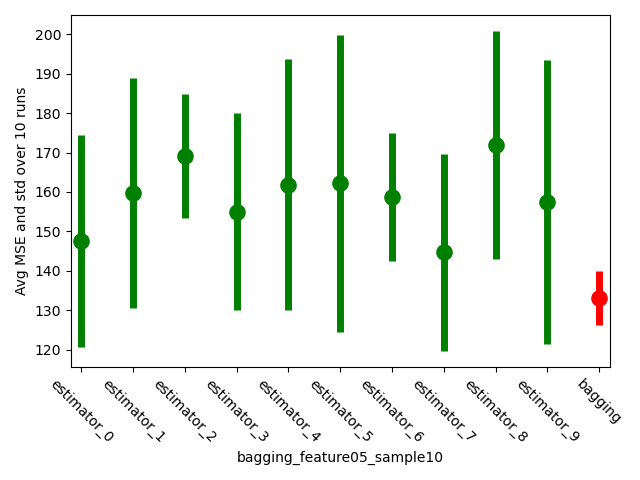 Avg MSE and std over 10 runs
200
190
180
170
160
150
140
130
120
estimator_0
estimator_1
estimator_2
estimator_3
estimator_4
estimator_5
estimator_6
estimator_7
estimator_8
estimator_9
bagging
bagging_feature05_sample10